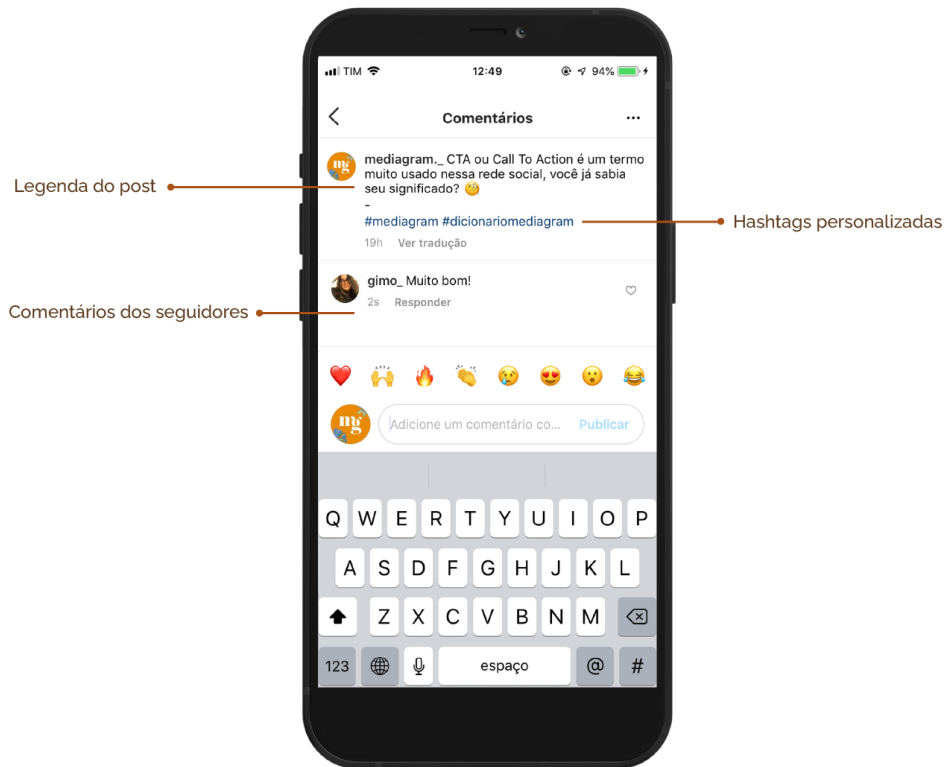 TIM
12:49
94%
Comentários
mg
mediagram._ CTA ou Call To Action é um termo
muito usado nessa rede social, você já sabia
seu significado? 🧐
-
#mediagram #dicionariomediagram
19h Ver tradução
Legenda do post
Hashtags personalizadas
gimo_ Muito bom!
2s Responder
Comentários dos seguidores
❤️ 🙌 🔥 👏 😢 😍 😮 😂
mg
Adicione um comentário co... Publicar
Q W E R T Y U I O P
A S D F G H J K L
Z X C V B N M
123 espaço @ #